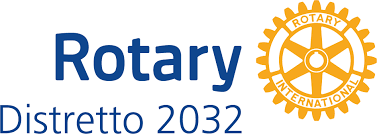 Rotary
Distretto 2032
ROTARY
INTERNATIONAL